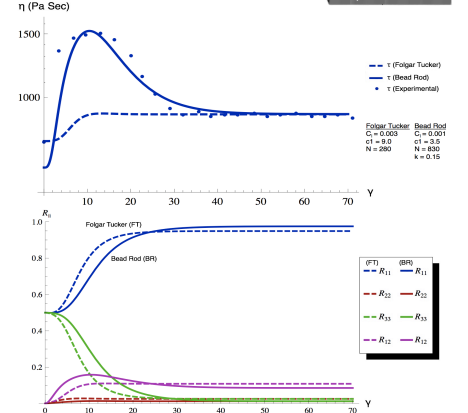 η (Pa Sec)
1500
1000
τ (Folgar Tucker)
τ (Bead Rod)
τ (Experimental)
Folgar Tucker Bead Rod
Cᵢ = 0.003 Cᵢ = 0.001
c1 = 9.0 c1 = 3.5
N = 280 N = 830
k = 0.15
0 10 20 30 40 50 60 70 γ
Rᵢᵢ
1.0
Folgar Tucker (FT)
0.8
Bead Rod (BR)
0.6
0.4
0.2
(FT) (BR)
R₁₁ R₁₁
R₂₂ R₂₂
R₃₃ R₃₃
R₁₂ R₁₂
0 10 20 30 40 50 60 70 γ